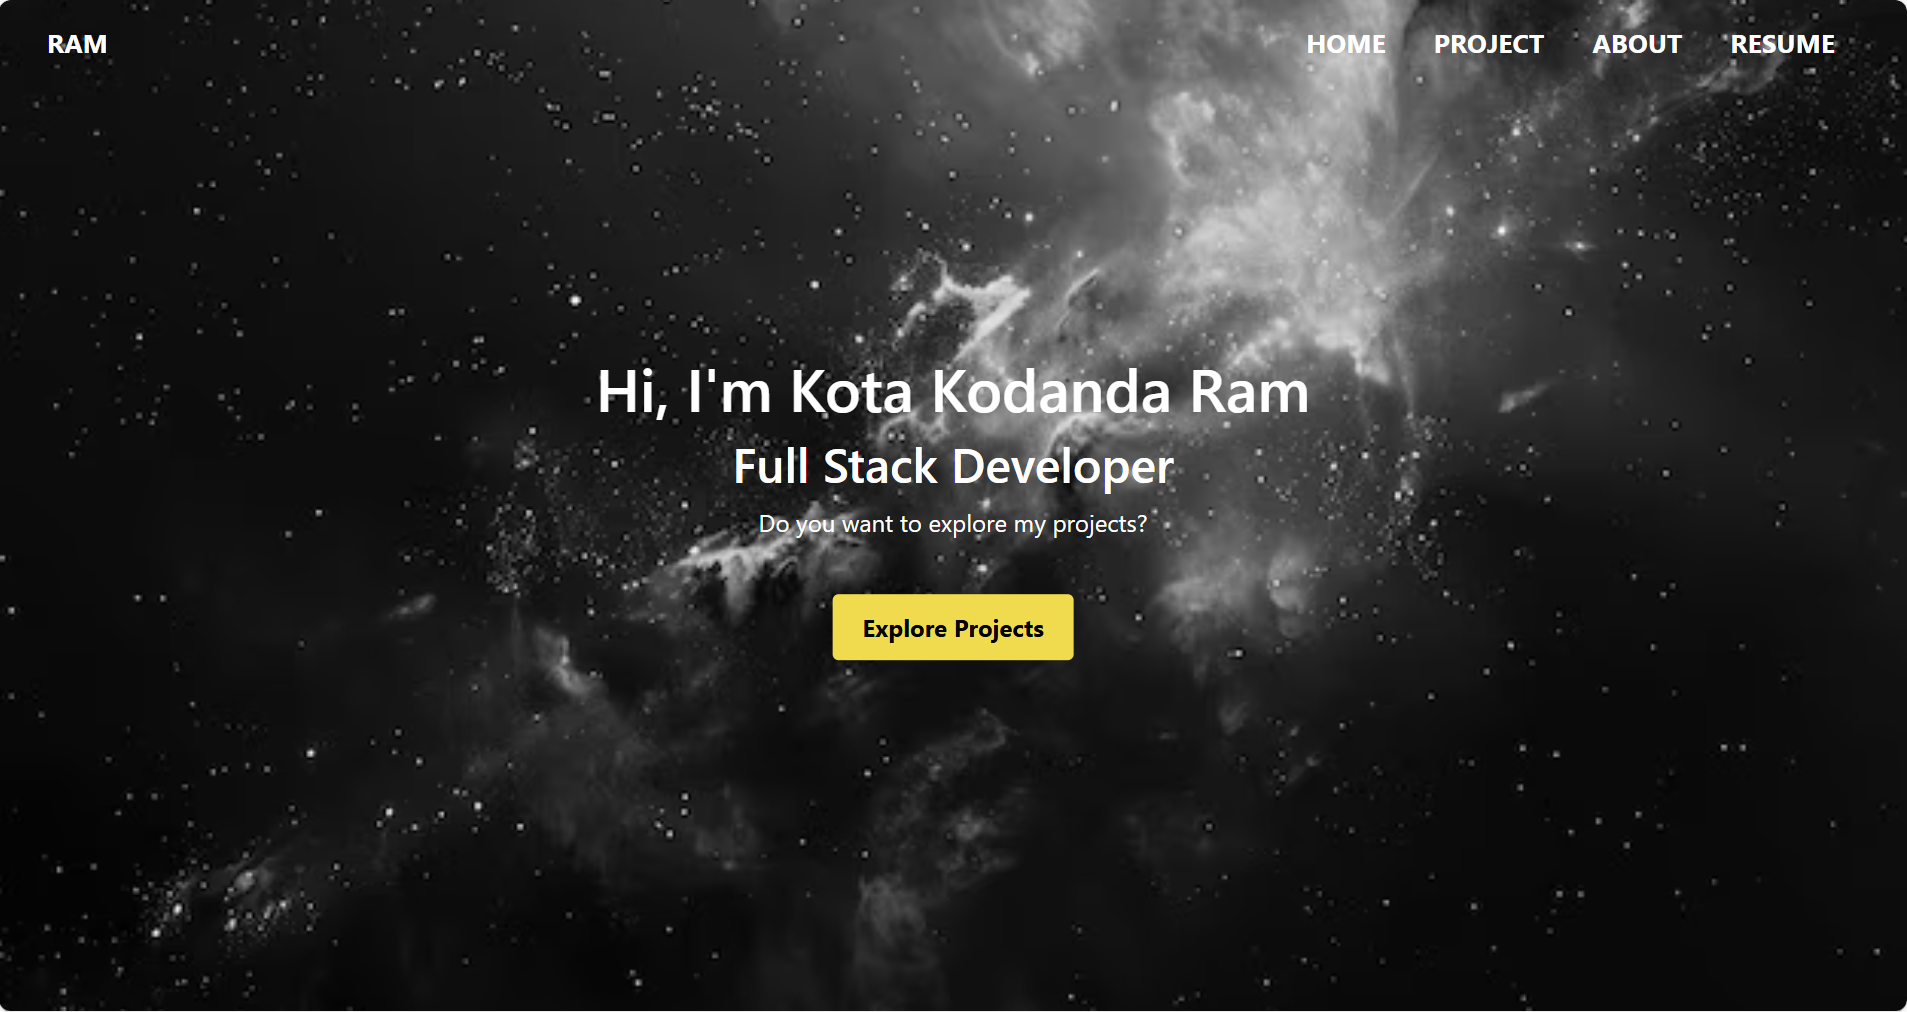 RAM
HOME PROJECT ABOUT RESUME
Hi, I'm Kota Kodanda Ram
Full Stack Developer
Do you want to explore my projects?
Explore Projects